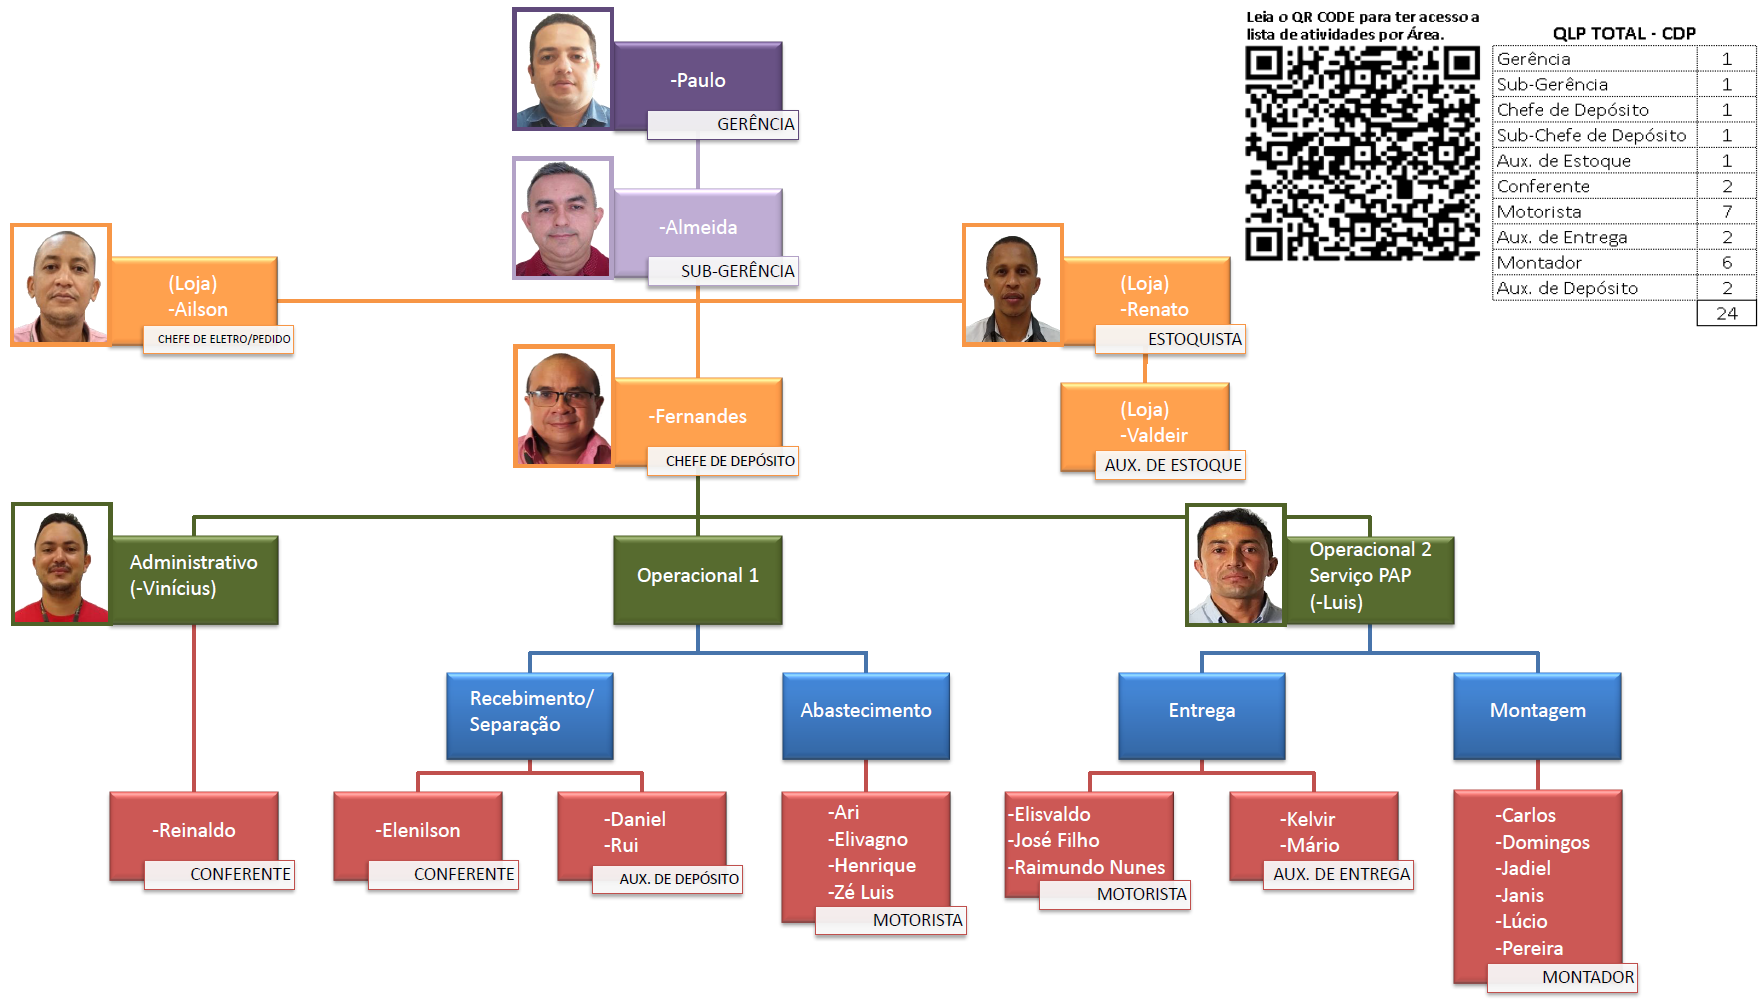 Leia o QR CODE para ter acesso a
lista de atividades por Área.
QLP TOTAL - CDP
Gerência 1
Sub-Gerência 1
Chefe de Depósito 1
Sub-Chefe de Depósito 1
Aux. de Estoque 1
Conferente 2
Motorista 7
Aux. de Entrega 2
Montador 6
Aux. de Depósito 2
24
-Paulo
GERÊNCIA
-Almeida
SUB-GERÊNCIA
(Loja)
-Ailson
CHEFE DE ELETRO/PEDIDO
(Loja)
-Renato
ESTOQUISTA
-Fernandes
CHEFE DE DEPÓSITO
(Loja)
-Valdeir
AUX. DE ESTOQUE
Administrativo
(-Vinícius)
Operacional 1
Operacional 2
Serviço PAP
(-Luis)
Recebimento/
Separação
Abastecimento
Entrega
Montagem
-Reinaldo
CONFERENTE
-Elenilson
CONFERENTE
-Daniel
-Rui
AUX. DE DEPÓSITO
-Ari
-Elivagno
-Henrique
-Zé Luis
MOTORISTA
-Elisvaldo
-José Filho
-Raimundo Nunes
MOTORISTA
-Kelvir
-Mário
AUX. DE ENTREGA
-Carlos
-Domingos
-Jadiel
-Janis
-Lúcio
-Pereira
MONTADOR